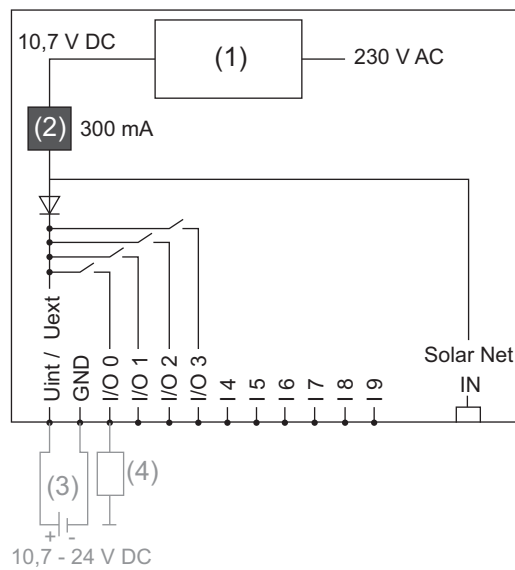 10,7 V DC
(1)
230 V AC
(2)
300 mA
Uint / Uext
GND
I/O 0
I/O 1
I/O 2
I/O 3
I 4
I 5
I 6
I 7
I 8
I 9
Solar Net
IN
(3)
(4)
+ -
10,7 - 24 V DC